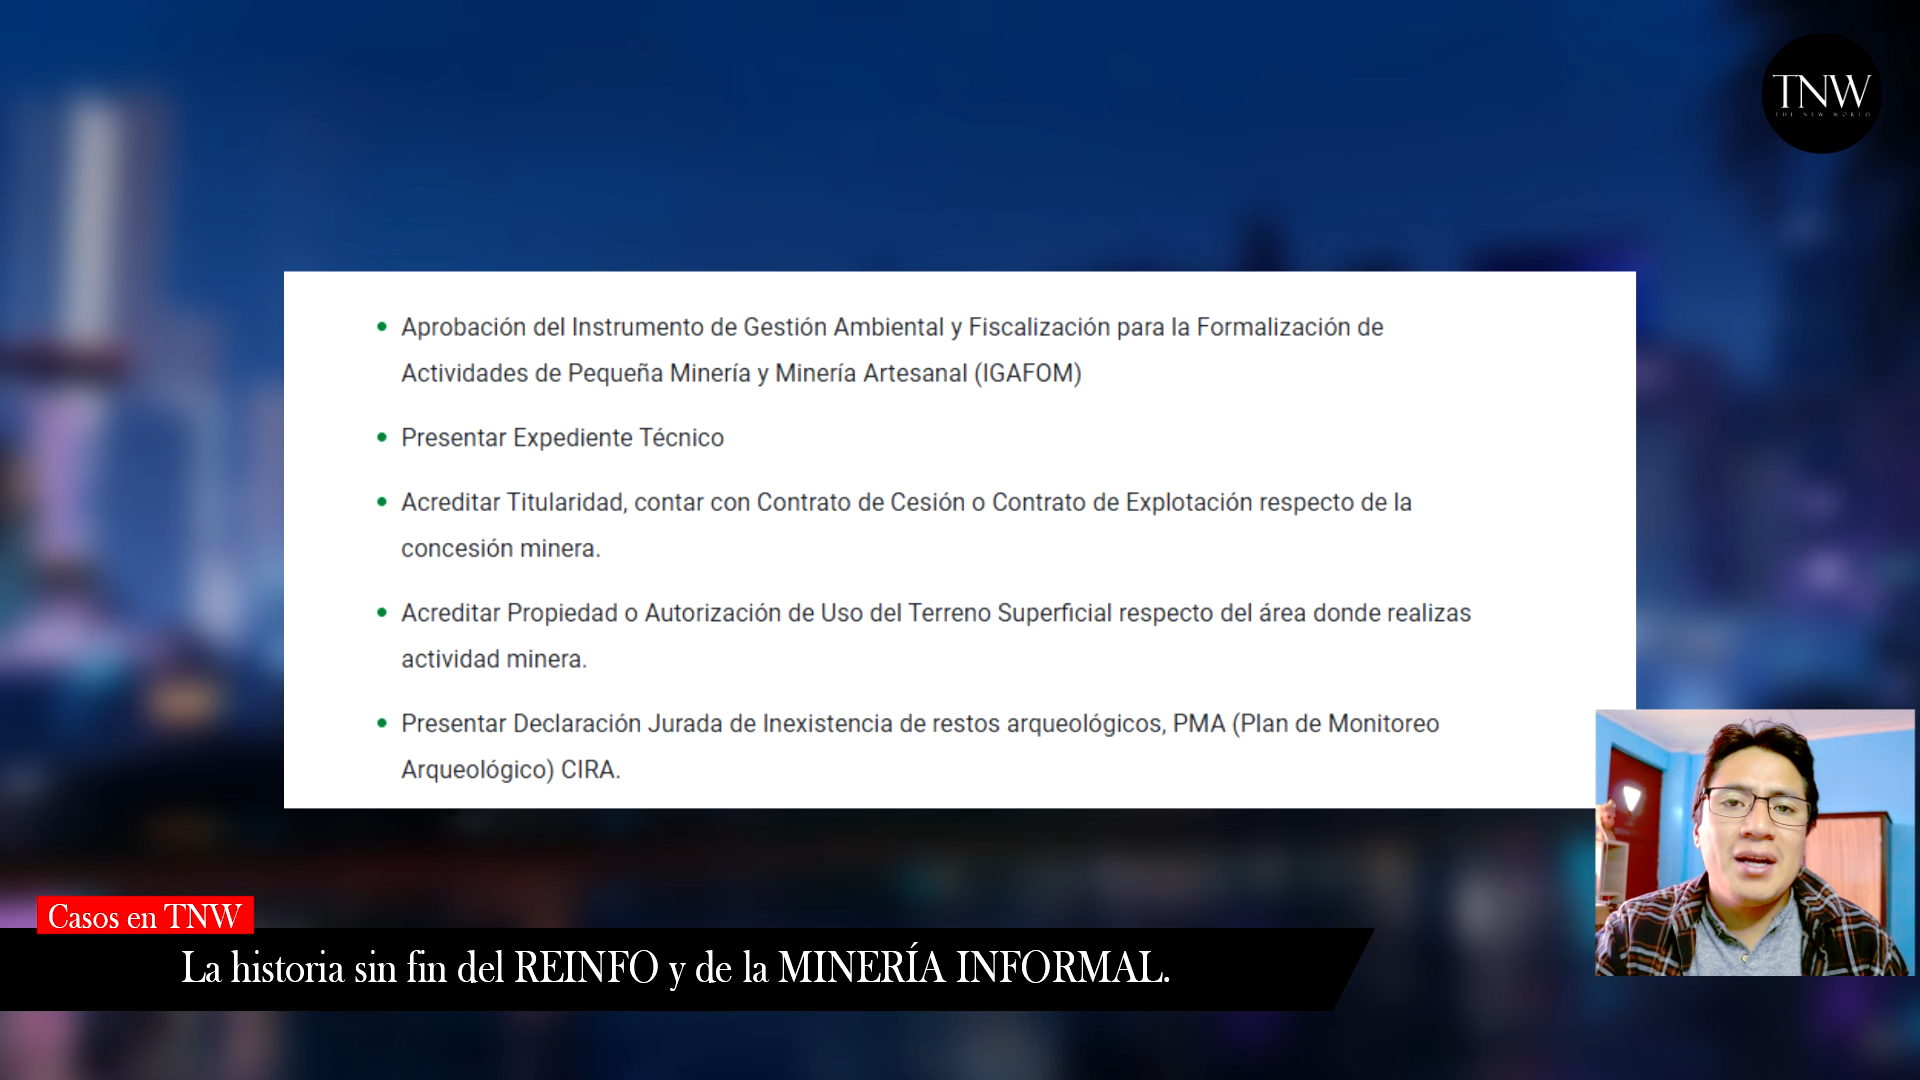 TNW
THE NEW WORLD
Aprobación del Instrumento de Gestión Ambiental y Fiscalización para la Formalización de
Actividades de Pequeña Minería y Minería Artesanal (IGAFOM)
Presentar Expediente Técnico
Acreditar Titularidad, contar con Contrato de Cesión o Contrato de Explotación respecto de la
concesión minera.
Acreditar Propiedad o Autorización de Uso del Terreno Superficial respecto del área donde realizas
actividad minera.
Presentar Declaración Jurada de Inexistencia de restos arqueológicos, PMA (Plan de Monitoreo
Arqueológico) CIRA.
Casos en TNW
La historia sin fin del REINFO y de la MINERÍA INFORMAL.